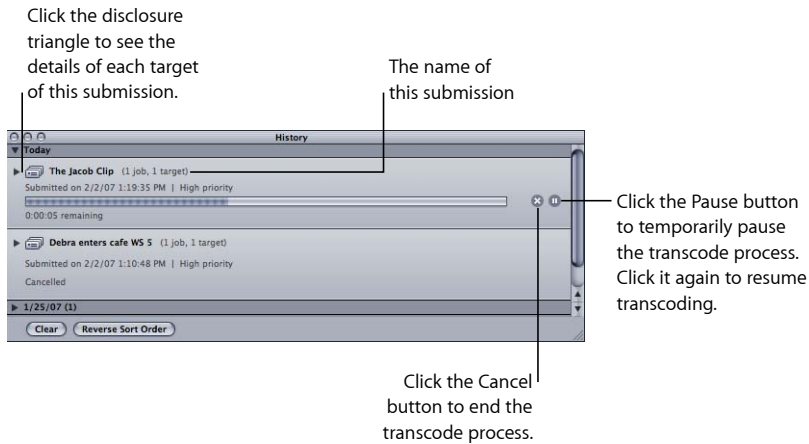 Click the disclosure
triangle to see the
details of each target
of this submission.
The name of
this submission
History
Today
The Jacob Clip (1 job, 1 target)
Submitted on 2/2/07 1:19:35 PM | High priority
0:00:05 remaining
Click the Pause button
to temporarily pause
the transcode process.
Click it again to resume
transcoding.
Debra enters cafe WS 5 (1 job, 1 target)
Submitted on 2/2/07 1:10:48 PM | High priority
Cancelled
1/25/07 (1)
Clear
Reverse Sort Order
Click the Cancel
button to end the
transcode process.